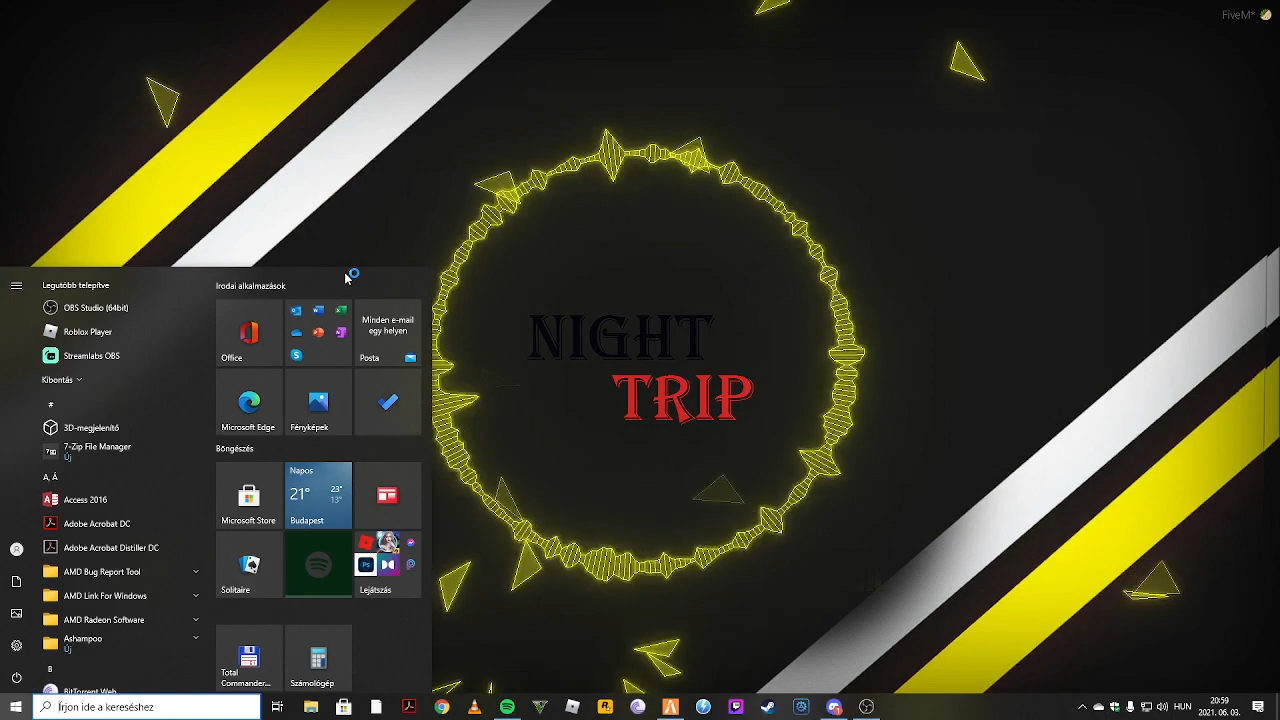 FiveM*
NIGHT
TRIP
Legutóbb telepítve
OBS Studio (64bit)
Roblox Player
Streamlabs OBS
Kibontás
#
3D-megjelenítő
7-Zip File Manager
Új
A Á
Access 2016
Adobe Acrobat DC
Adobe Acrobat Distiller DC
AMD Bug Report Tool
AMD Link For Windows
AMD Radeon Software
Ashampoo
Új
B
BitTorrent Web
Irodai alkalmazások
Office
Minden e-mail
egy helyen
Posta
Microsoft Edge
Fényképek
Böngészés
Microsoft Store
Napos
21°
23°
13°
Budapest
Solitaire
Lejátszás
Total
Commander...
Számológép
Írjon ide a kereséshez
HUN
20:59
2021. 06. 03.